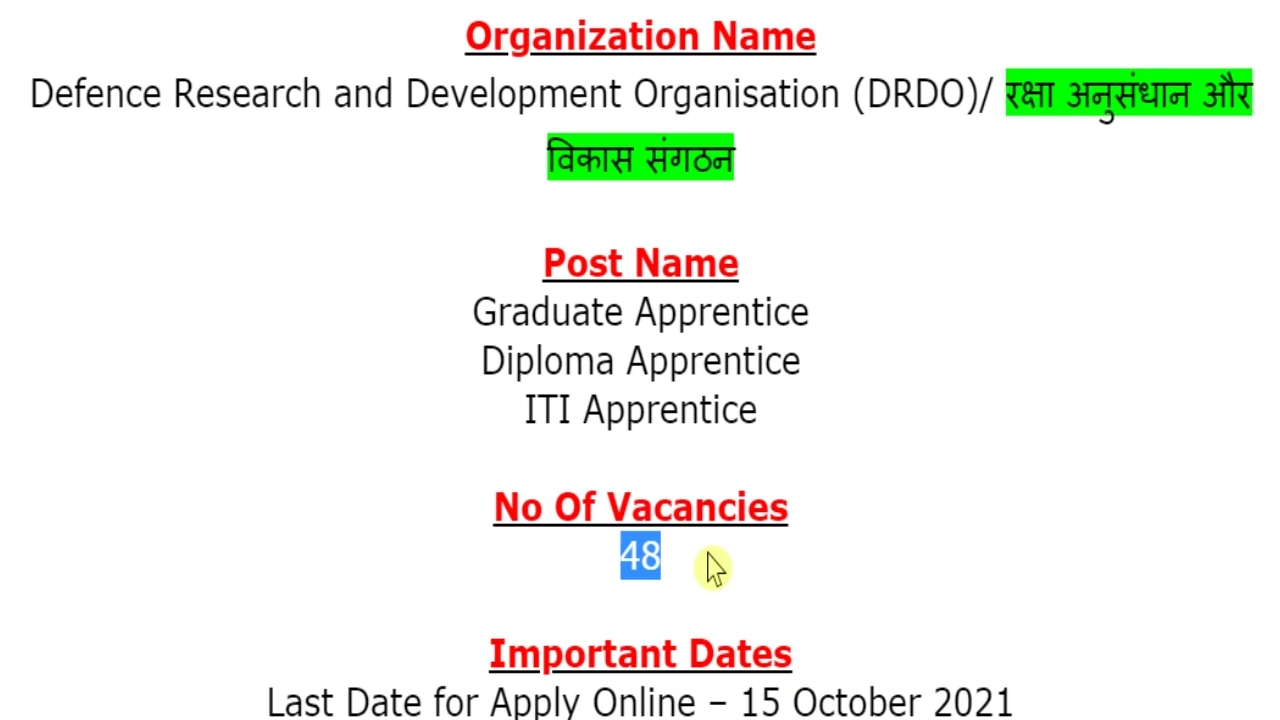 Organization Name
Defence Research and Development Organisation (DRDO)/ रक्षा अनुसंधान और
विकास संगठन
Post Name
Graduate Apprentice
Diploma Apprentice
ITI Apprentice
No Of Vacancies
48
Important Dates
Last Date for Apply Online – 15 October 2021